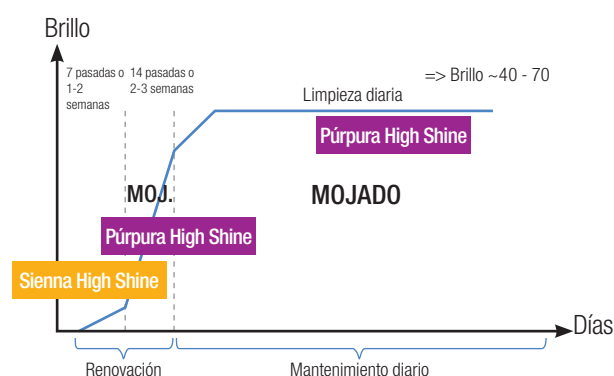 Brillo
7 pasadas o
1-2
semanas
14 pasadas o
2-3 semanas
=> Brillo ~40 - 70
Limpieza diaria
Púrpura High Shine
MOJ.
MOJADO
Púrpura High Shine
Sienna High Shine
Días
Renovación
Mantenimiento diario